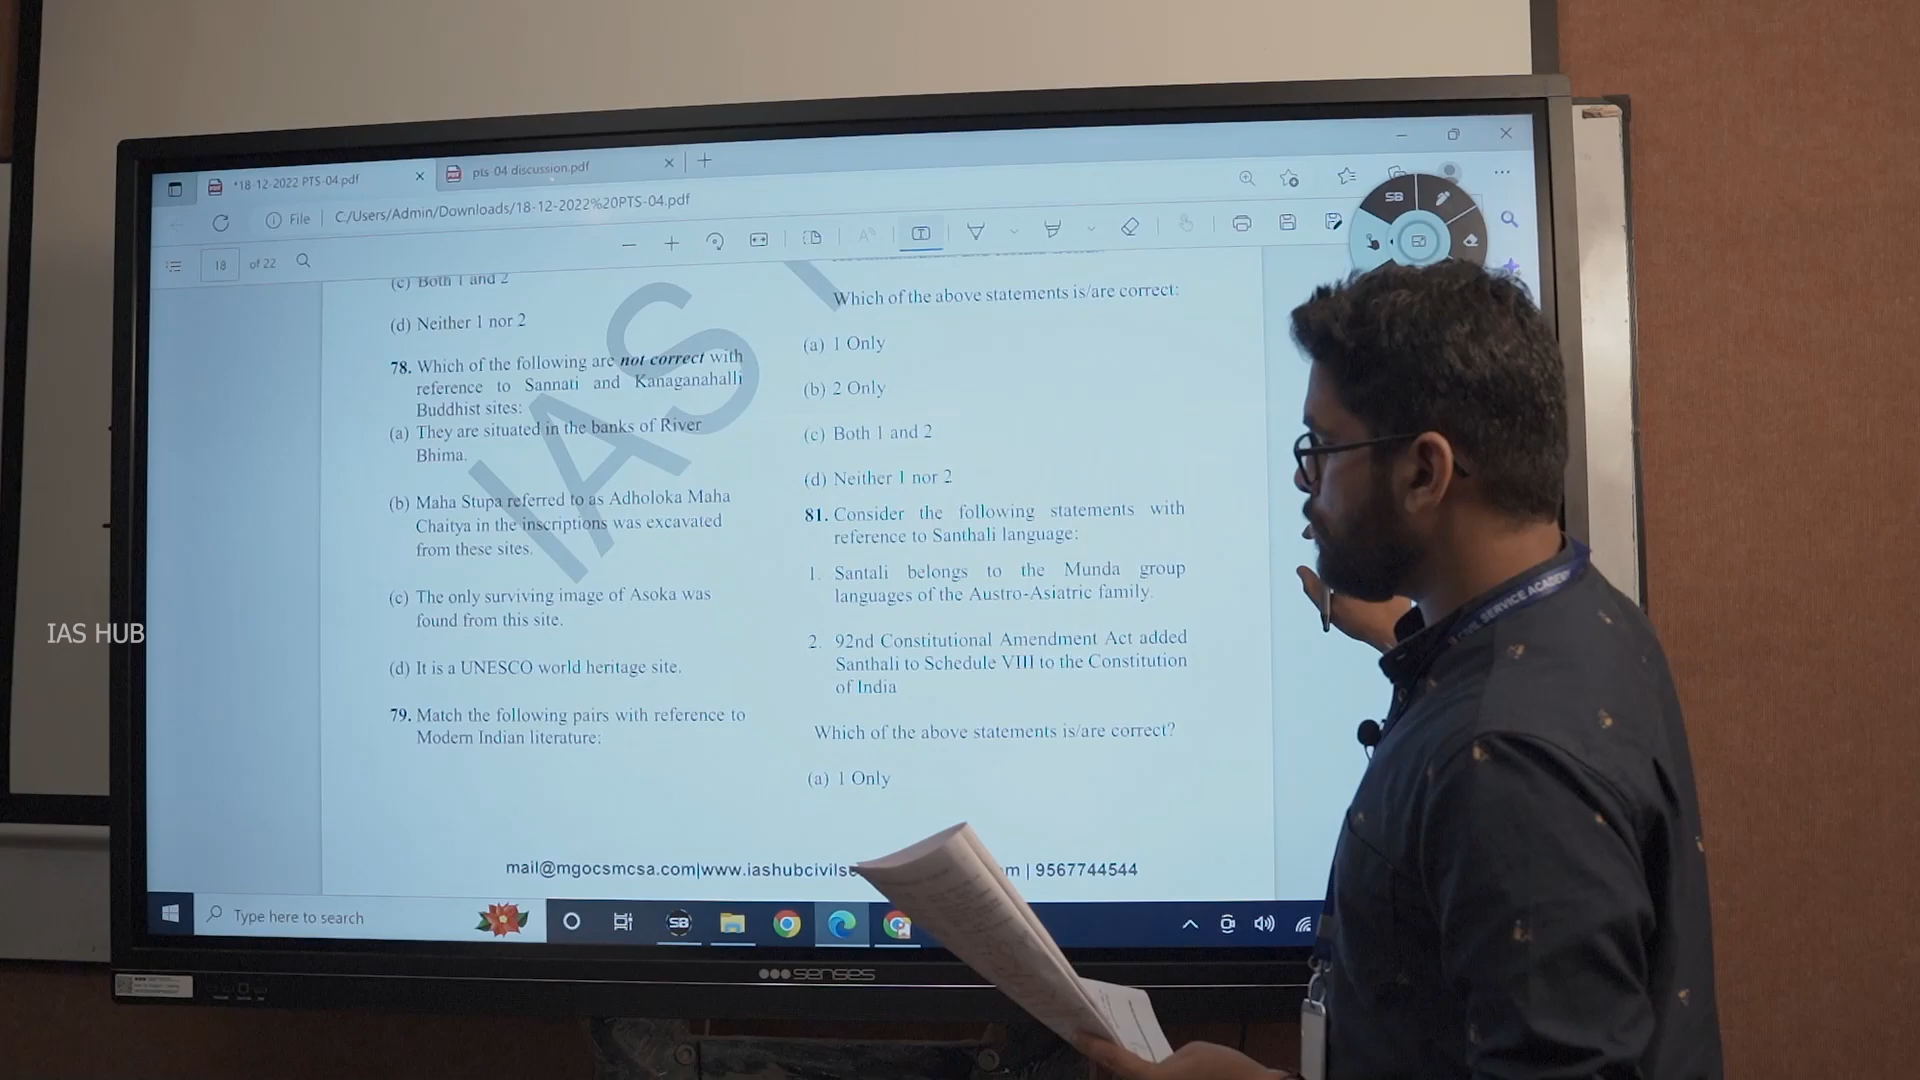 *18-12-2022 PTS-04.pdf
pts 04 discussion.pdf
File
C:/Users/Admin/Downloads/18-12-2022%20PTS-04.pdf
18
of 22
SB
(c) Both 1 and 2
(d) Neither 1 nor 2
78. Which of the following are not correct with
reference to Sannati and Kanaganahalli
Buddhist sites:
(a) They are situated in the banks of River
Bhima.
(b) Maha Stupa referred to as Adholoka Maha
Chaitya in the inscriptions was excavated
from these sites.
(c) The only surviving image of Asoka was
found from this site.
(d) It is a UNESCO world heritage site.
79. Match the following pairs with reference to
Modern Indian literature:
IAS
Which of the above statements is/are correct:
(a) 1 Only
(b) 2 Only
(c) Both 1 and 2
(d) Neither 1 nor 2
81. Consider the following statements with
reference to Santhali language:
1. Santali belongs to the Munda group
languages of the Austro-Asiatric family.
2. 92nd Constitutional Amendment Act added
Santhali to Schedule VIII to the Constitution
of India
Which of the above statements is/are correct?
(a) 1 Only
mail@mgocsmcsa.com|www.iashubcivilse
m | 9567744544
Type here to search
SB
senses
IAS HUB
SERVICE ACADEMY